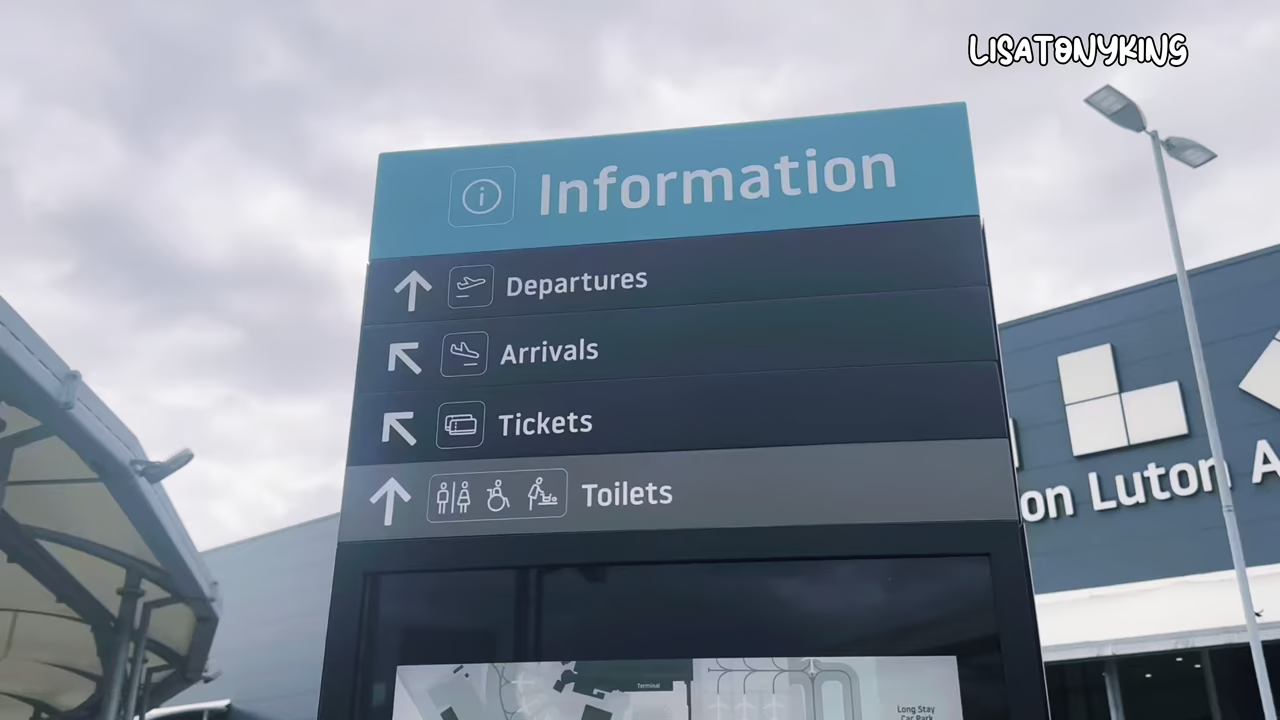 LISATONYKING
Information
Departures
Arrivals
Tickets
Toilets
on Luton A
Terminal
Long Stay
Car Park